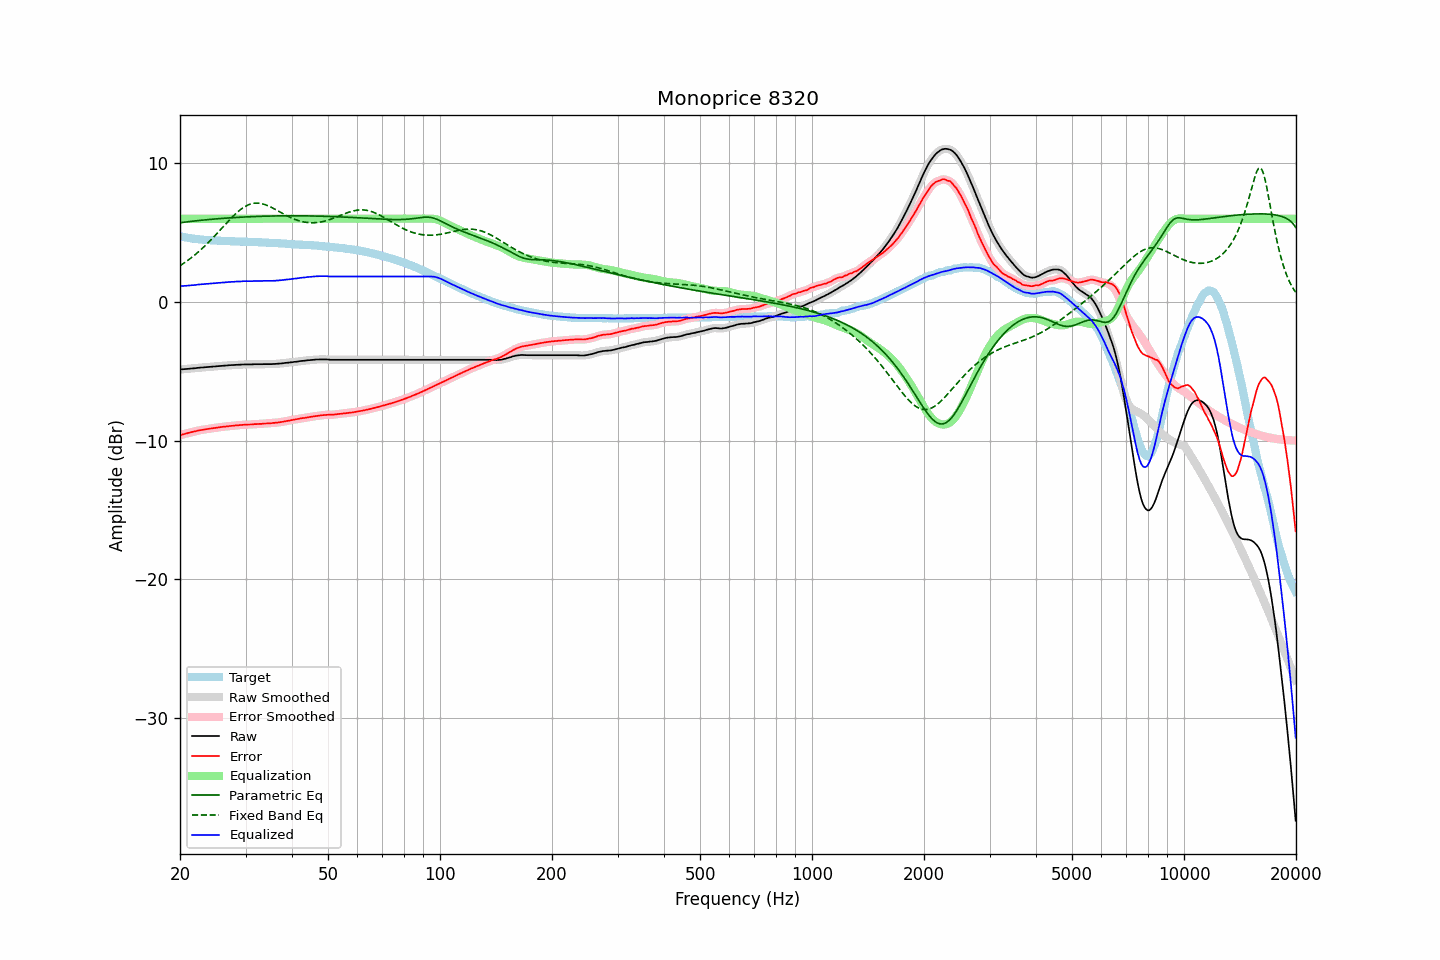 Monoprice 8320
Amplitude (dBr)
10
0
−10
−20
−30
Target
Raw Smoothed
Error Smoothed
Raw
Error
Equalization
Parametric Eq
Fixed Band Eq
Equalized
20 50 100 200 500 1000 2000 5000 10000 20000
Frequency (Hz)